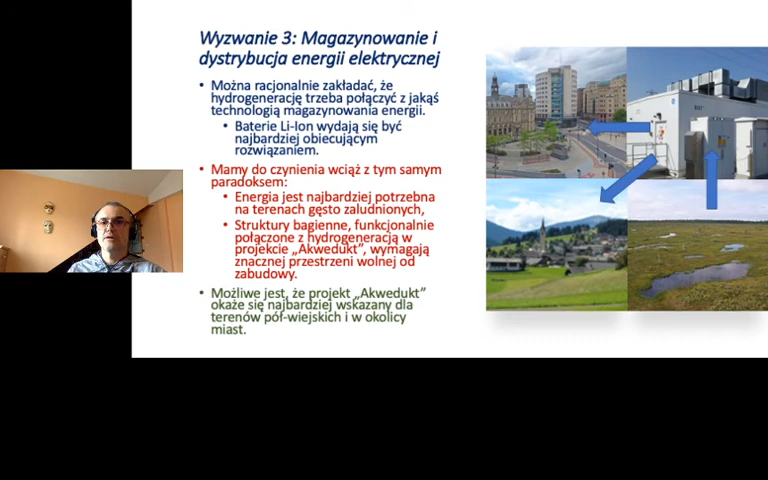 Wyzwanie 3: Magazynowanie i
dystrybucja energii elektrycznej
• Można racjonalnie zakładać, że
hydrogenerację trzeba połączyć z jakąś
technologią magazynowania energii.
• Baterie Li-Ion wydają się być
najbardziej obiecującym
rozwiązaniem.
• Mamy do czynienia wciąż z tym samym
paradoksem:
• Energia jest najbardziej potrzebna
na terenach gęsto zaludnionych,
• Struktury bagienne, funkcjonalnie
połączone z hydrogeneracją w
projekcie „Akwedukt”, wymagają
znacznej przestrzeni wolnej od
zabudowy.
• Możliwe jest, że projekt „Akwedukt”
okaże się najbardziej wskazany dla
terenów pół-wiejskich i w okolicy
miast.